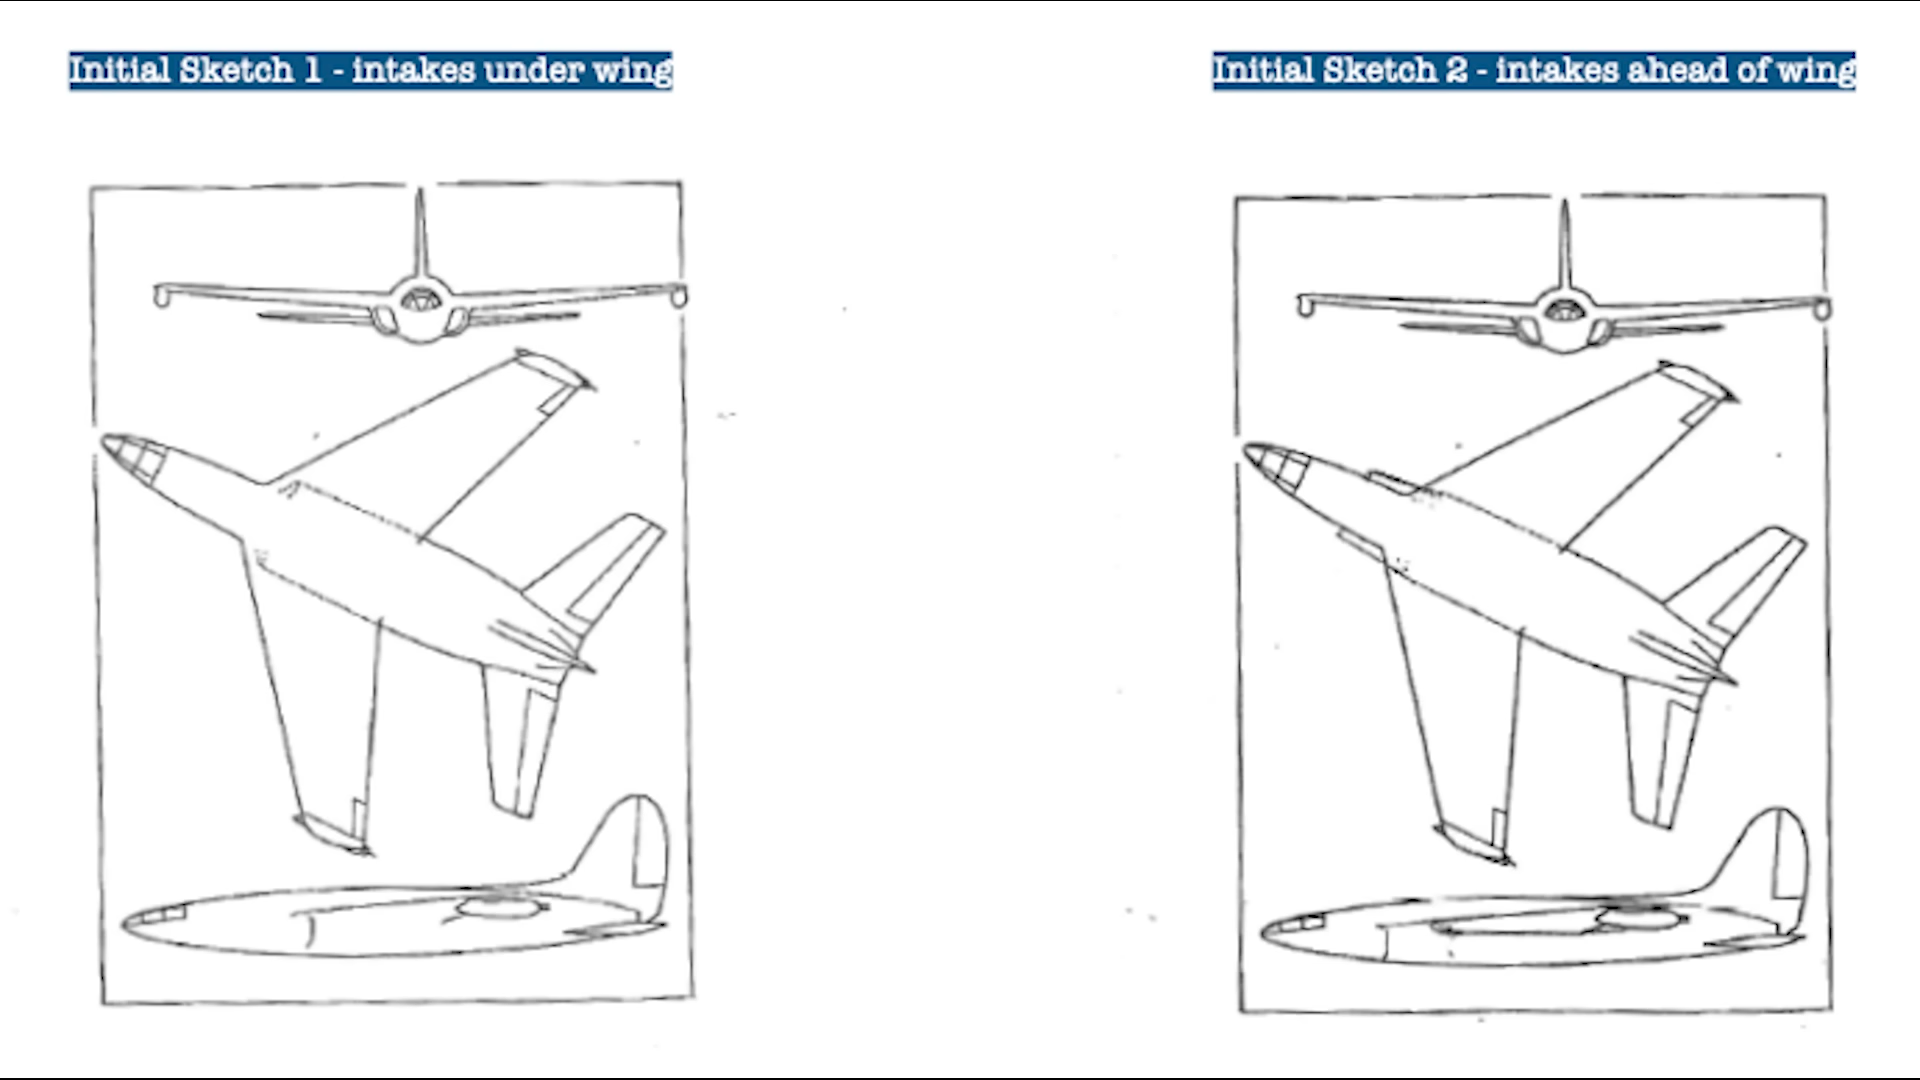 Initial Sketch 1 - intakes under wing
Initial Sketch 2 - intakes ahead of wing